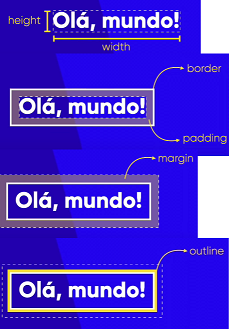 height Olá, mundo!
width
border
Olá, mundo!
padding
margin
Olá, mundo!
outline
Olá, mundo!